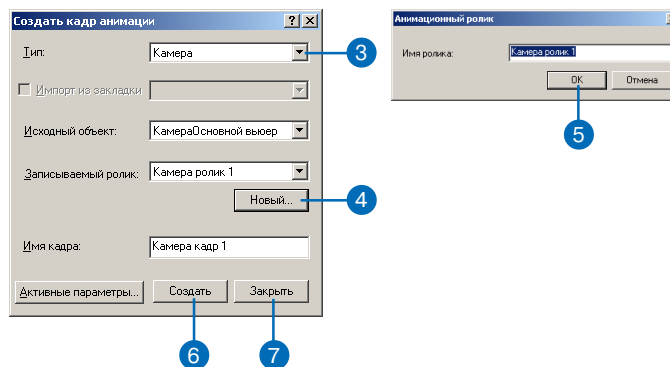 Создать кадр анимации
Тип:
Камера
3
Импорт из закладки
Исходный объект:
КамераОсновной вьюер
Записываемый ролик:
Камера ролик 1
Новый...
4
Имя кадра:
Камера кадр 1
Активные параметры...
Создать
Закрыть
6
7
Анимационный ролик
Имя ролика:
Камера ролик 1
OK
Отмена
5